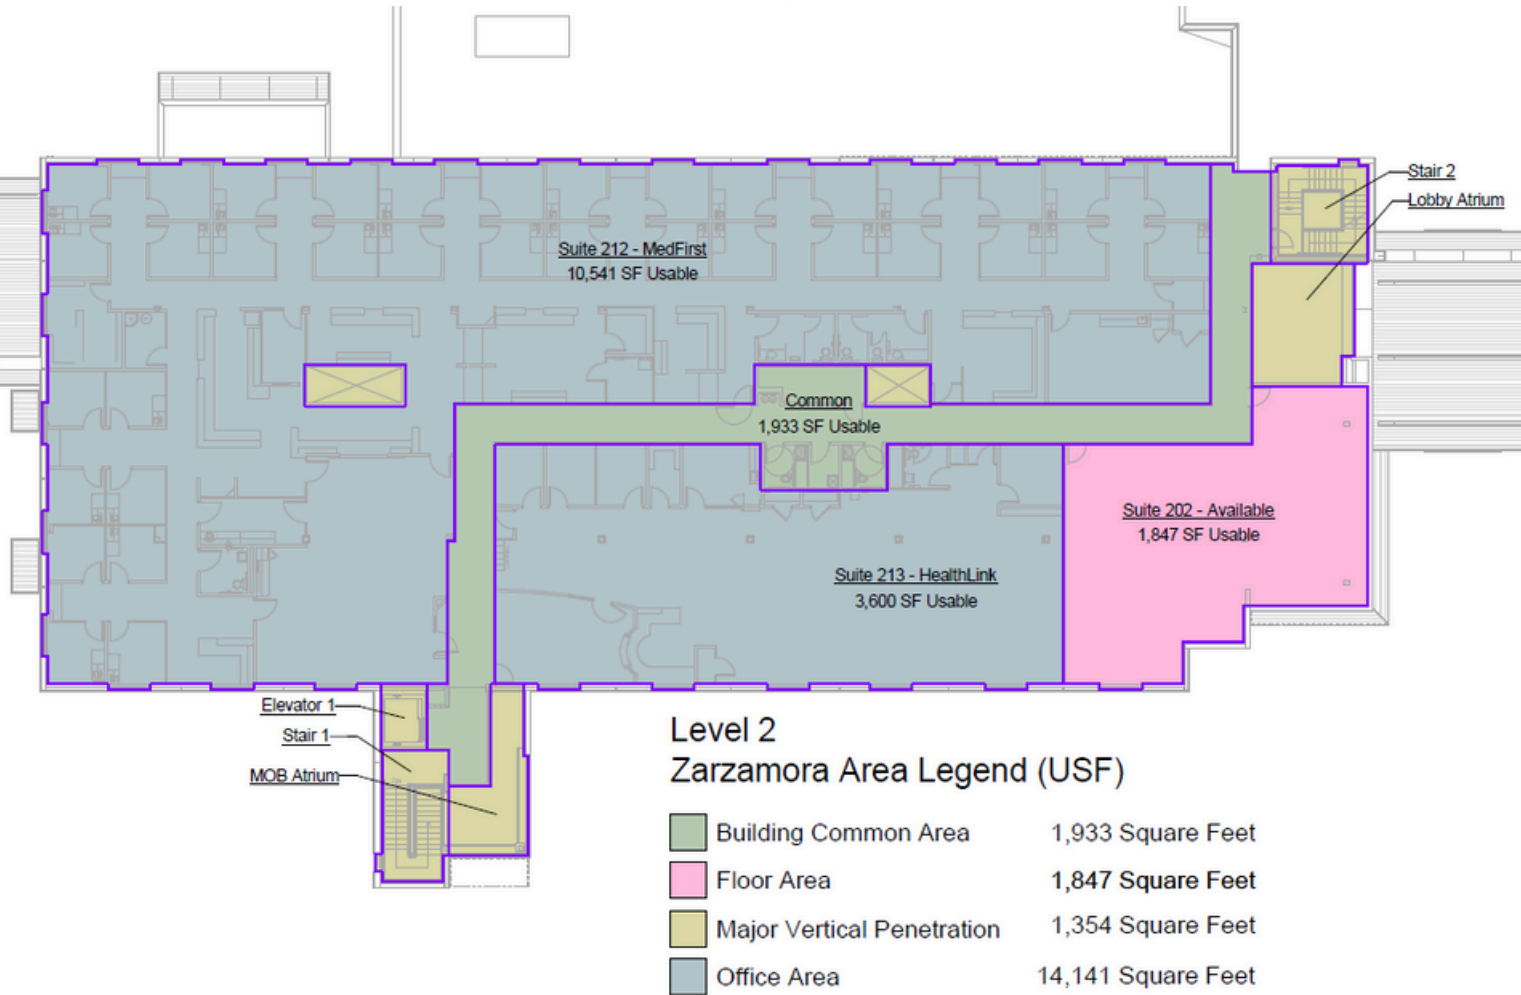 Stair 2
Lobby Atrium
Suite 212 - MedFirst
10,541 SF Usable
Common
1,933 SF Usable
Suite 202 - Available
1,847 SF Usable
Suite 213 - HealthLink
3,600 SF Usable
Elevator 1
Stair 1
MOB Atrium
Level 2
Zarzamora Area Legend (USF)
Building Common Area 1,933 Square Feet
Floor Area 1,847 Square Feet
Major Vertical Penetration 1,354 Square Feet
Office Area 14,141 Square Feet